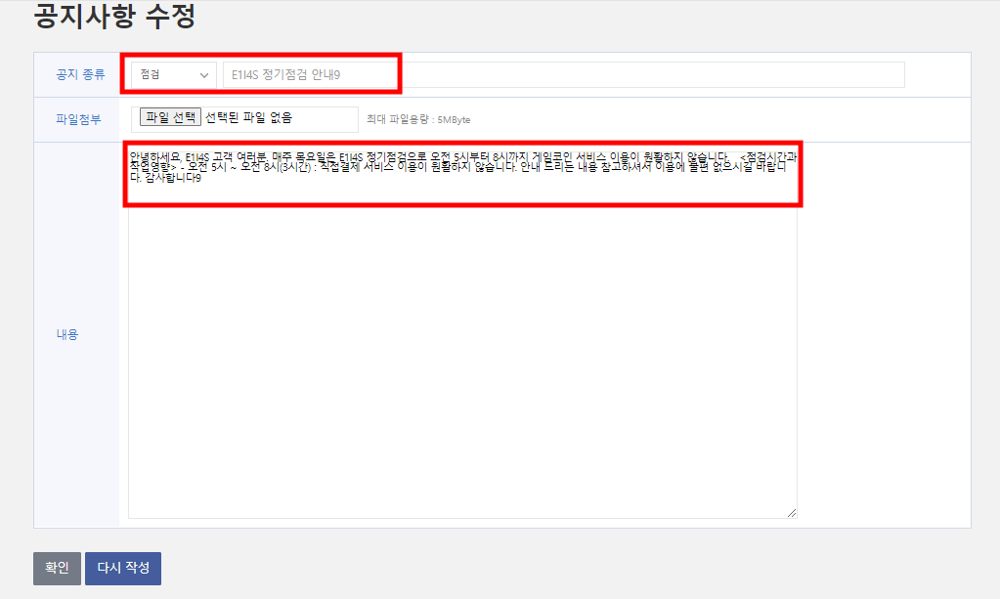 공지사항 수정
공지 종류 점검 E1I4S 정기점검 안내9
파일첨부 파일 선택 선택된 파일 없음 최대 파일용량 : 5MByte
안녕하세요, E1I4S 고객 여러분, 매주 목요일은 E1I4S 정기점검으로 오전 5시부터 8시까지 게임코인 서비스 이용이 원활하지 않습니다. <점검시간과
작업영향> - 오전 5시 ~ 오전 8시(3시간) : 직접결제 서비스 이용이 원활하지 않습니다. 안내 드리는 내용 참고하셔서 이용에 불편 없으시길 바랍니
다. 감사합니다9
내용
확인 다시 작성